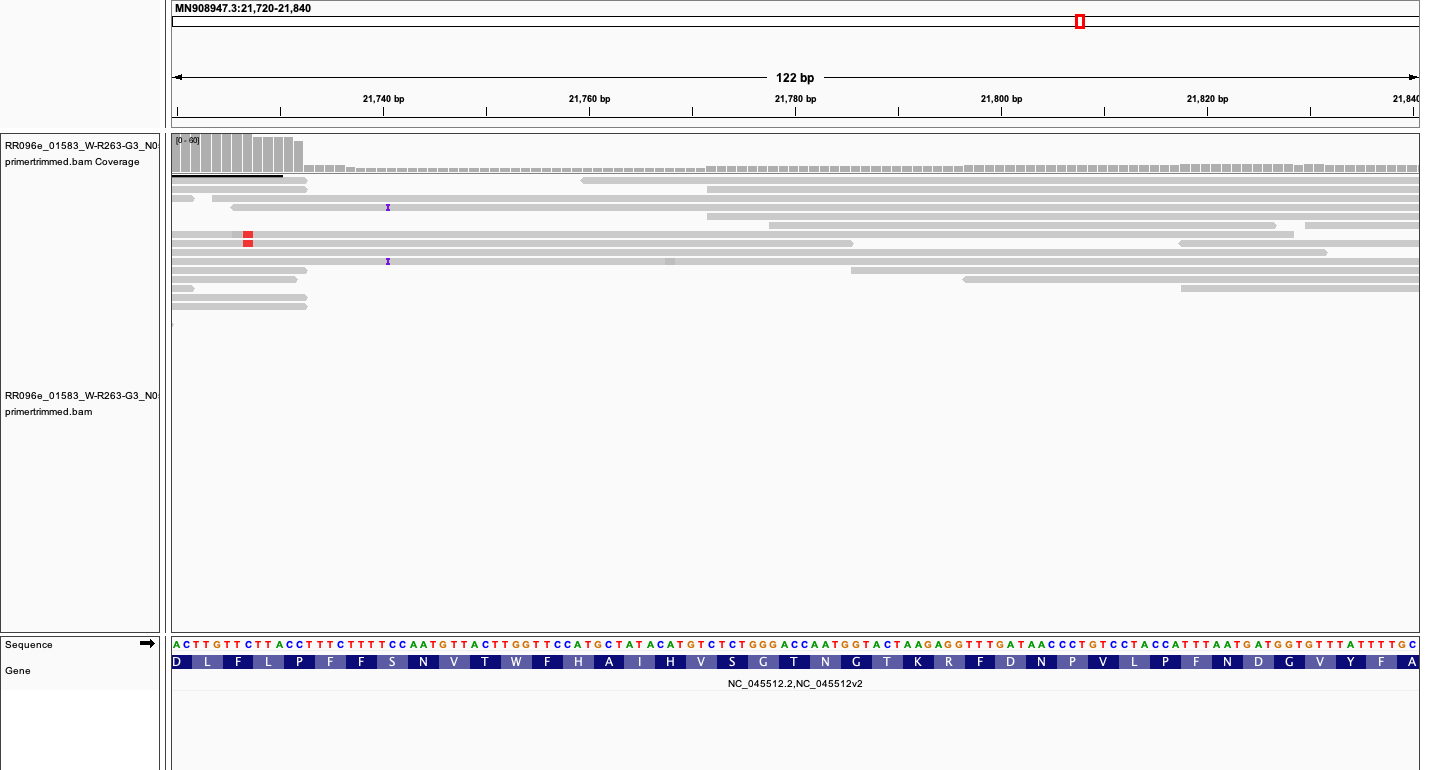 MN908947.3:21,720-21,840
122 bp
21,740 bp 21,760 bp 21,780 bp 21,800 bp 21,820 bp 21,840
RR096e_01583_W-R263-G3_N0
primertrimmed.bam Coverage
[0 - 60]
RR096e_01583_W-R263-G3_N0
primertrimmed.bam
Sequence
ACTTGTTCTTACCTTTCTTTTCCAATGTTACTTGGTTCCATGCTATACATGTCTCTGGGACCAATGGTACTAAGAGGTTTGATAACCCTGTCCTACCATTTAATGATGGTGTTTATTTTGC
Gene
D L F L P F F S N V T W F H A I H V S G T N G T K R F D N P V L P F N D G V Y F A
NC_045512.2,NC_045512v2